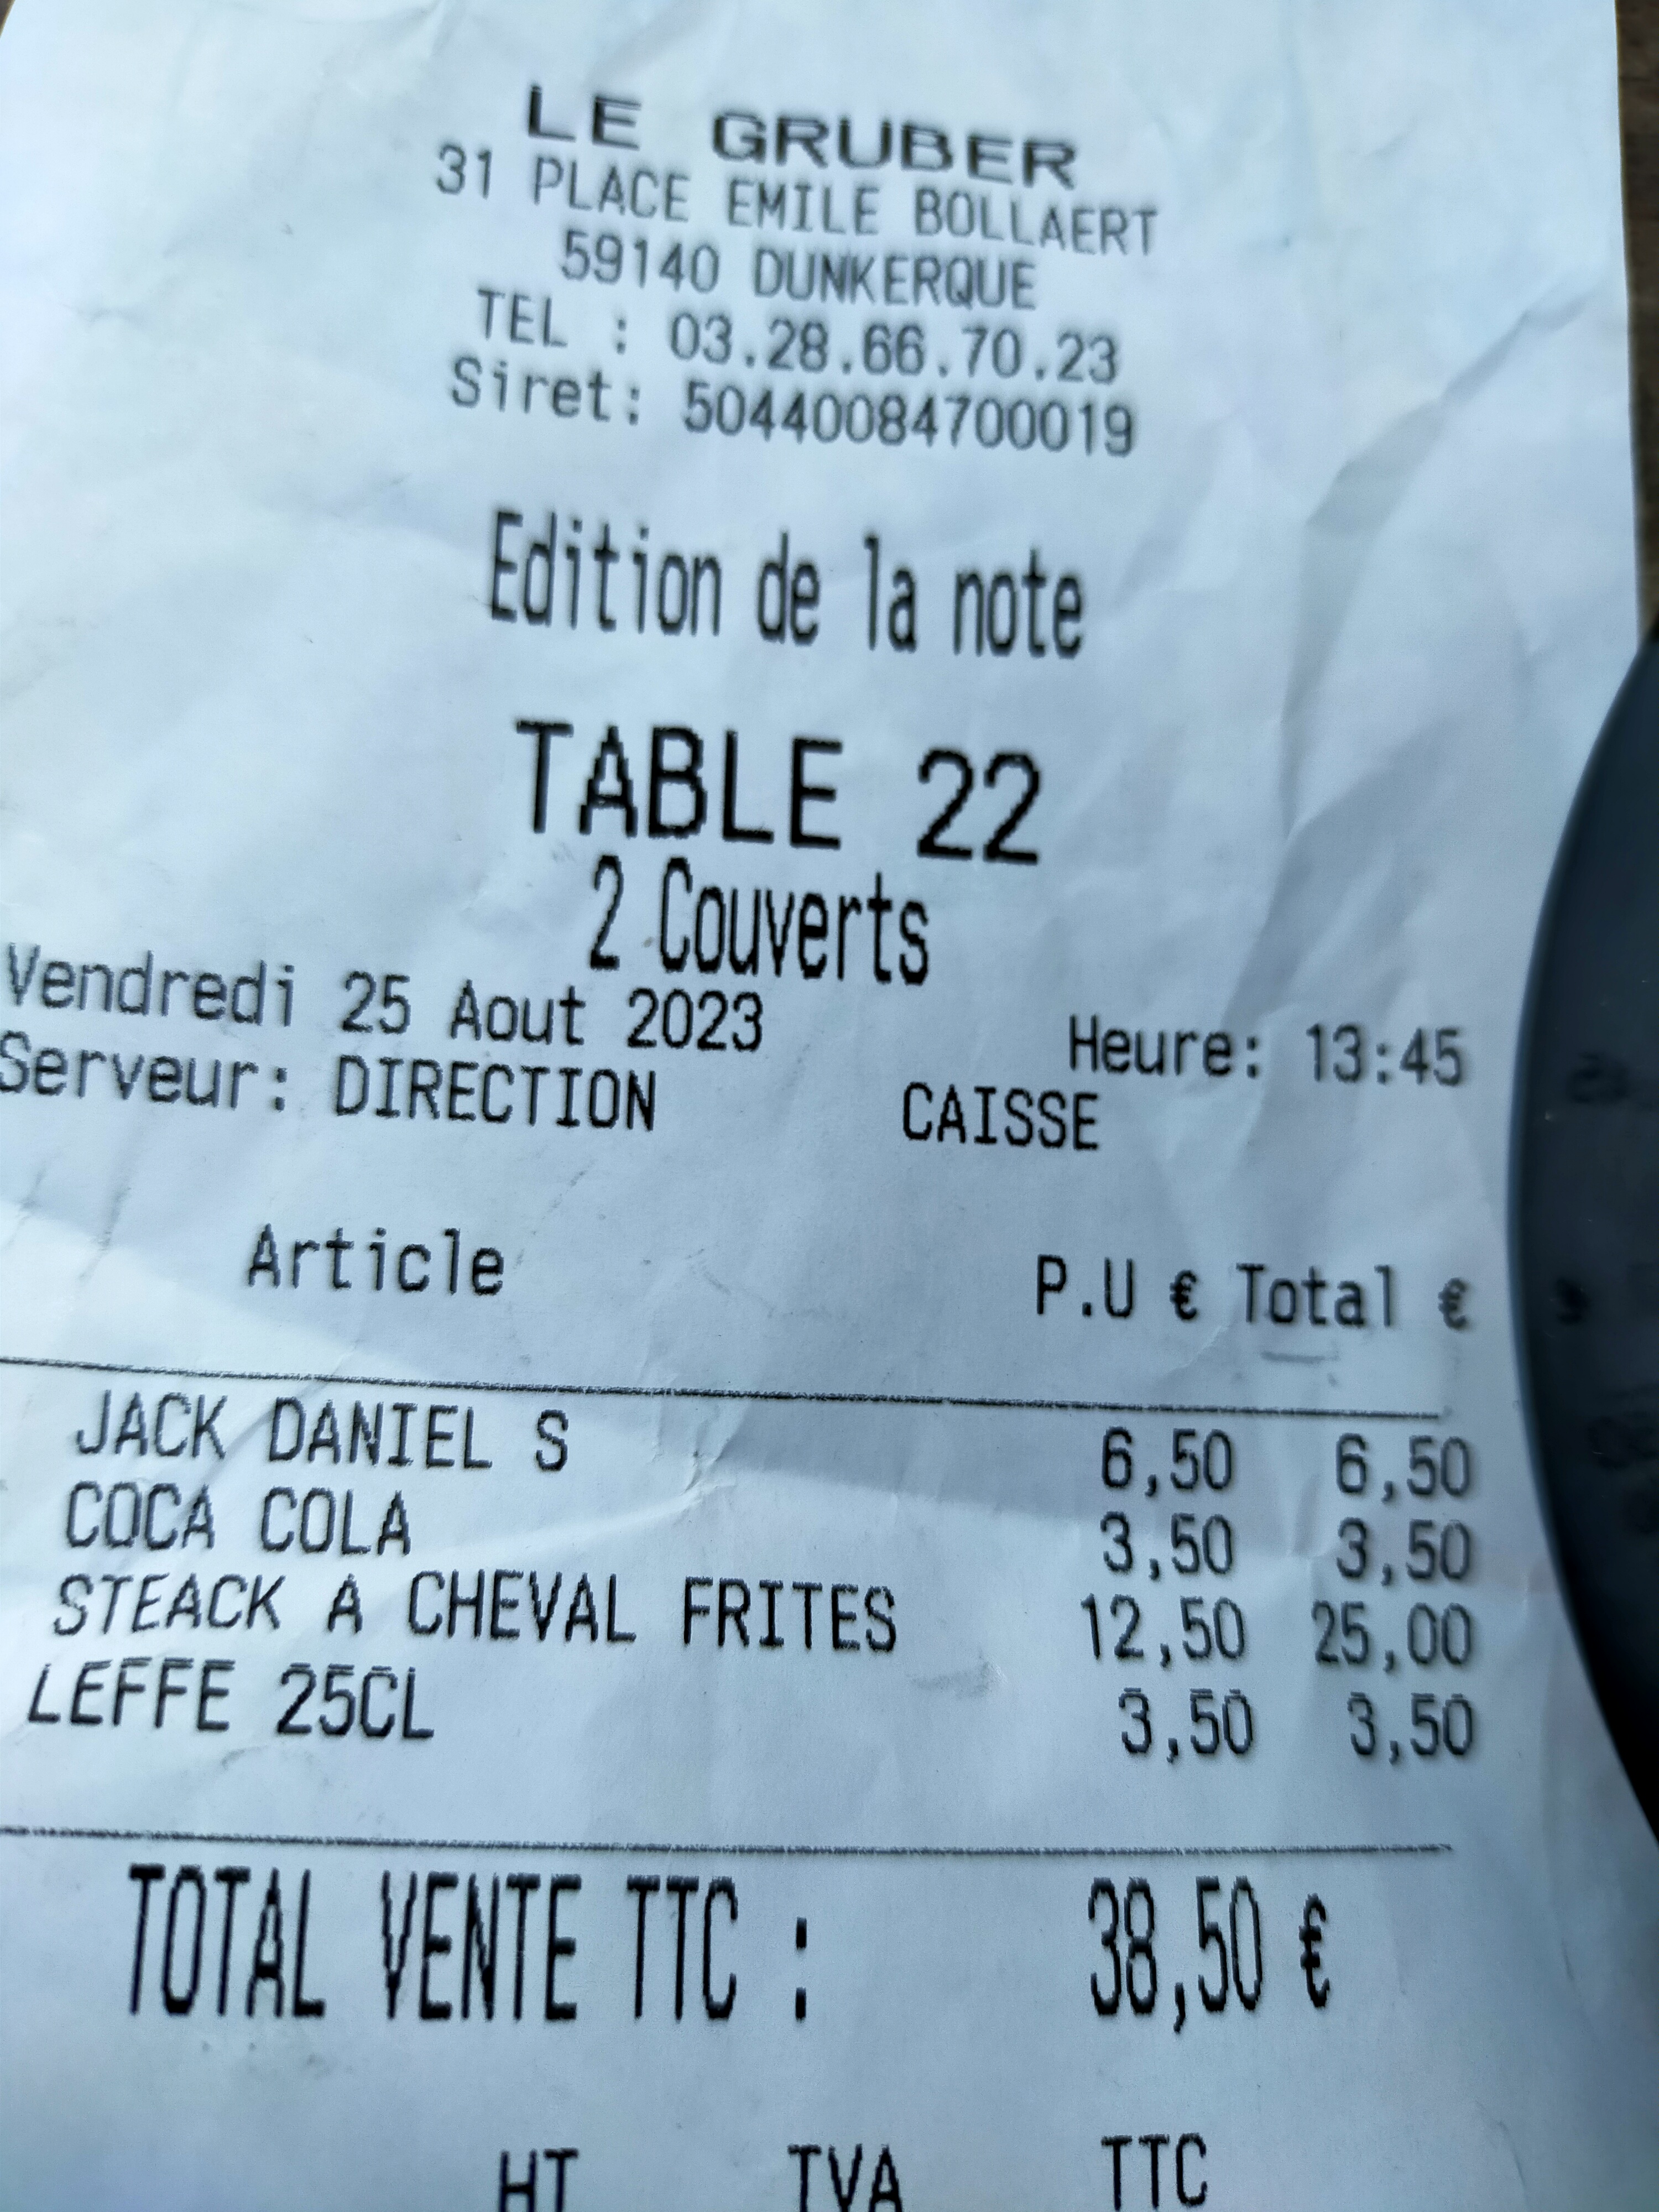 LE GRUBER
31 PLACE EMILE BOLLAERT
59140 DUNKERQUE
TEL : 03.28.66.70.23
Siret: 50440084700019
Edition de la note
TABLE 22
2 Couverts
Vendredi 25 Aout 2023 Heure: 13:45
Serveur: DIRECTION CAISSE
Article P.U € Total €
JACK DANIEL S 6,50 6,50
COCA COLA 3,50 3,50
STEACK A CHEVAL FRITES 12,50 25,00
LEFFE 25CL 3,50 3,50
TOTAL VENTE TTC : 38,50 €
HT TVA TTC